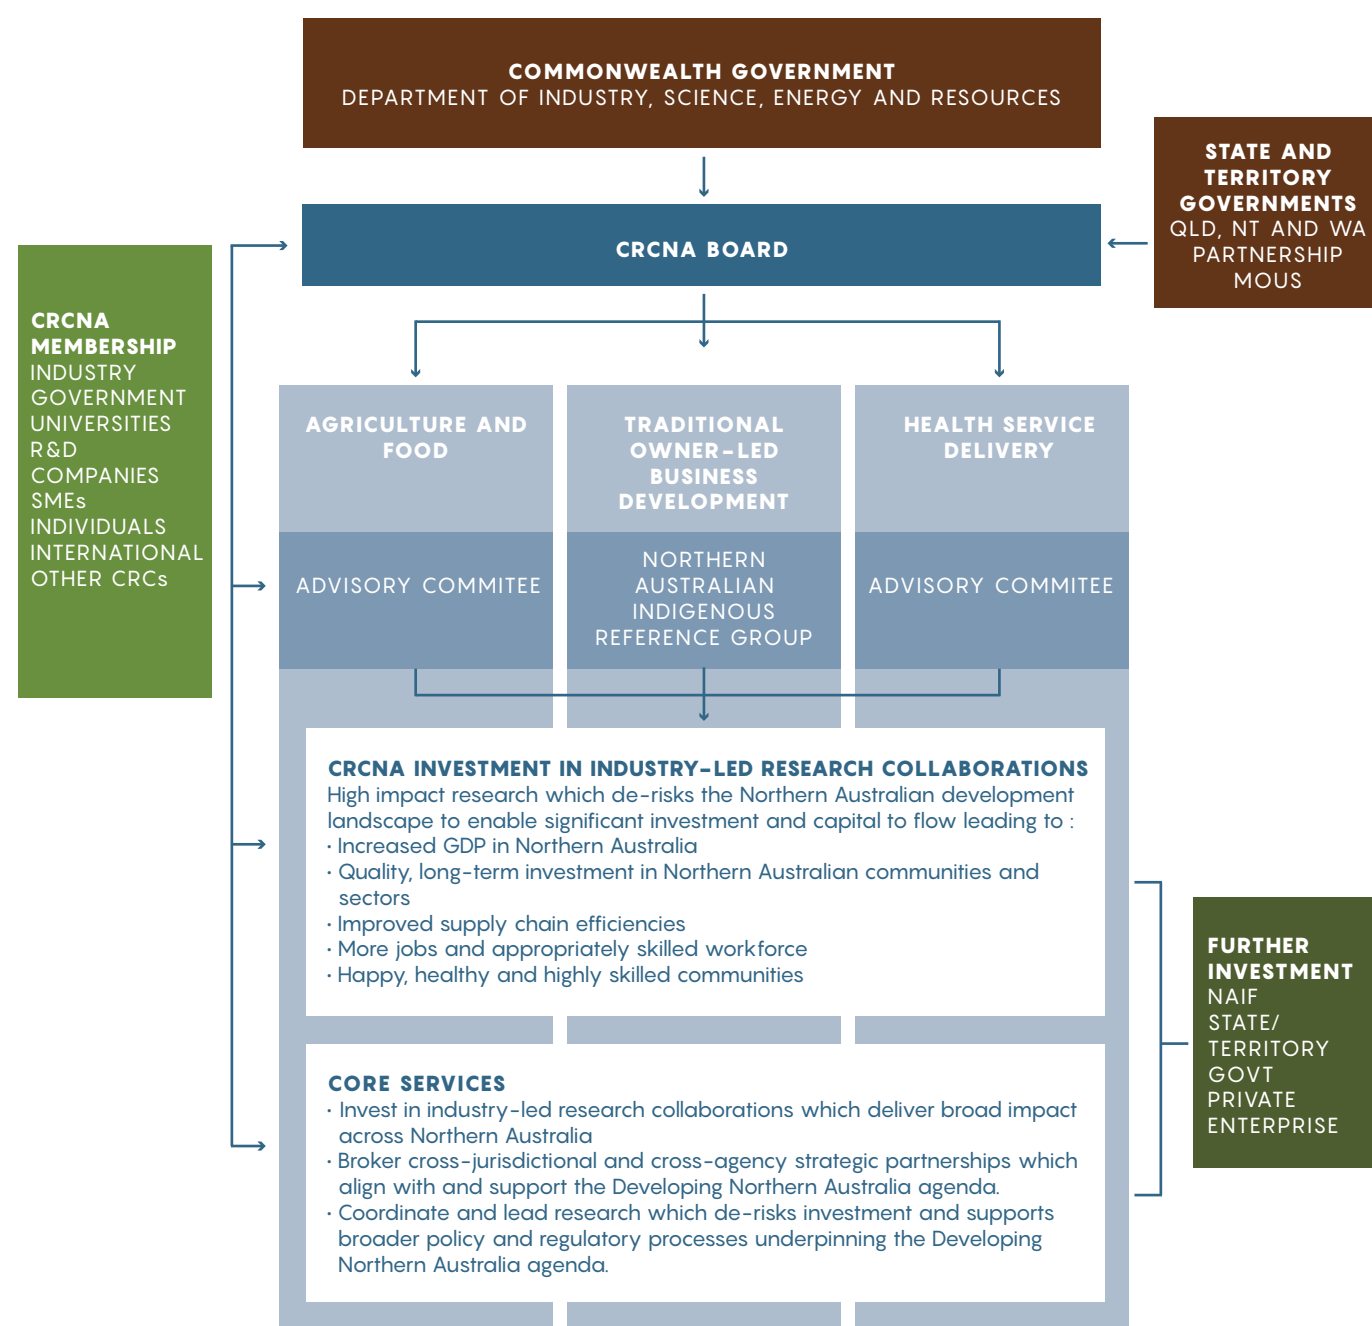 COMMONWEALTH GOVERNMENT
DEPARTMENT OF INDUSTRY, SCIENCE, ENERGY AND RESOURCES
STATE AND
TERRITORY
GOVERNMENTS
QLD, NT AND WA
PARTNERSHIP
MOUS
CRCNA BOARD
CRCNA
MEMBERSHIP
INDUSTRY
GOVERNMENT
UNIVERSITIES
R&D
COMPANIES
SMEs
INDIVIDUALS
INTERNATIONAL
OTHER CRCs
AGRICULTURE AND
FOOD
TRADITIONAL
OWNER-LED
BUSINESS
DEVELOPMENT
HEALTH SERVICE
DELIVERY
ADVISORY COMMITEE
NORTHERN
AUSTRALIAN
INDIGENOUS
REFERENCE GROUP
ADVISORY COMMITEE
CRCNA INVESTMENT IN INDUSTRY-LED RESEARCH COLLABORATIONS
High impact research which de-risks the Northern Australian development
landscape to enable significant investment and capital to flow leading to :
· Increased GDP in Northern Australia
· Quality, long-term investment in Northern Australian communities and
sectors
· Improved supply chain efficiencies
· More jobs and appropriately skilled workforce
· Happy, healthy and highly skilled communities
CORE SERVICES
· Invest in industry-led research collaborations which deliver broad impact
across Northern Australia
· Broker cross-jurisdictional and cross-agency strategic partnerships which
align with and support the Developing Northern Australia agenda.
· Coordinate and lead research which de-risks investment and supports
broader policy and regulatory processes underpinning the Developing
Northern Australia agenda.
FURTHER
INVESTMENT
NAIF
STATE/
TERRITORY
GOVT
PRIVATE
ENTERPRISE